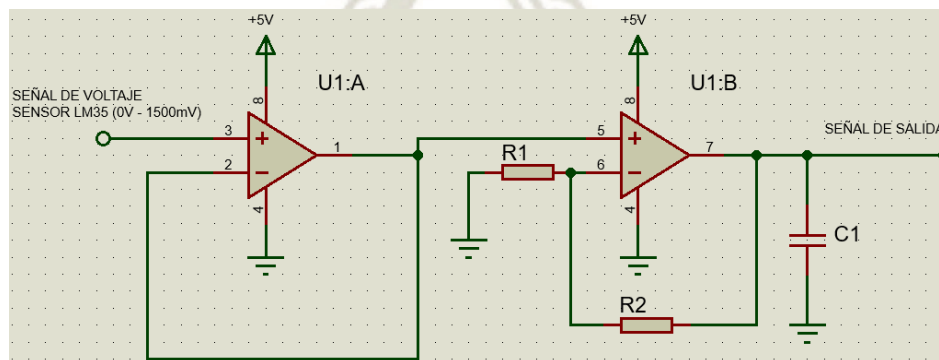 +5V
+5V
U1:A
U1:B
SEÑAL DE VOLTAJE
SENSOR LM35 (0V - 1500mV)
8
8
SEÑAL DE SALIDA
3
1
5
7
2
R1
6
4
4
C1
R2